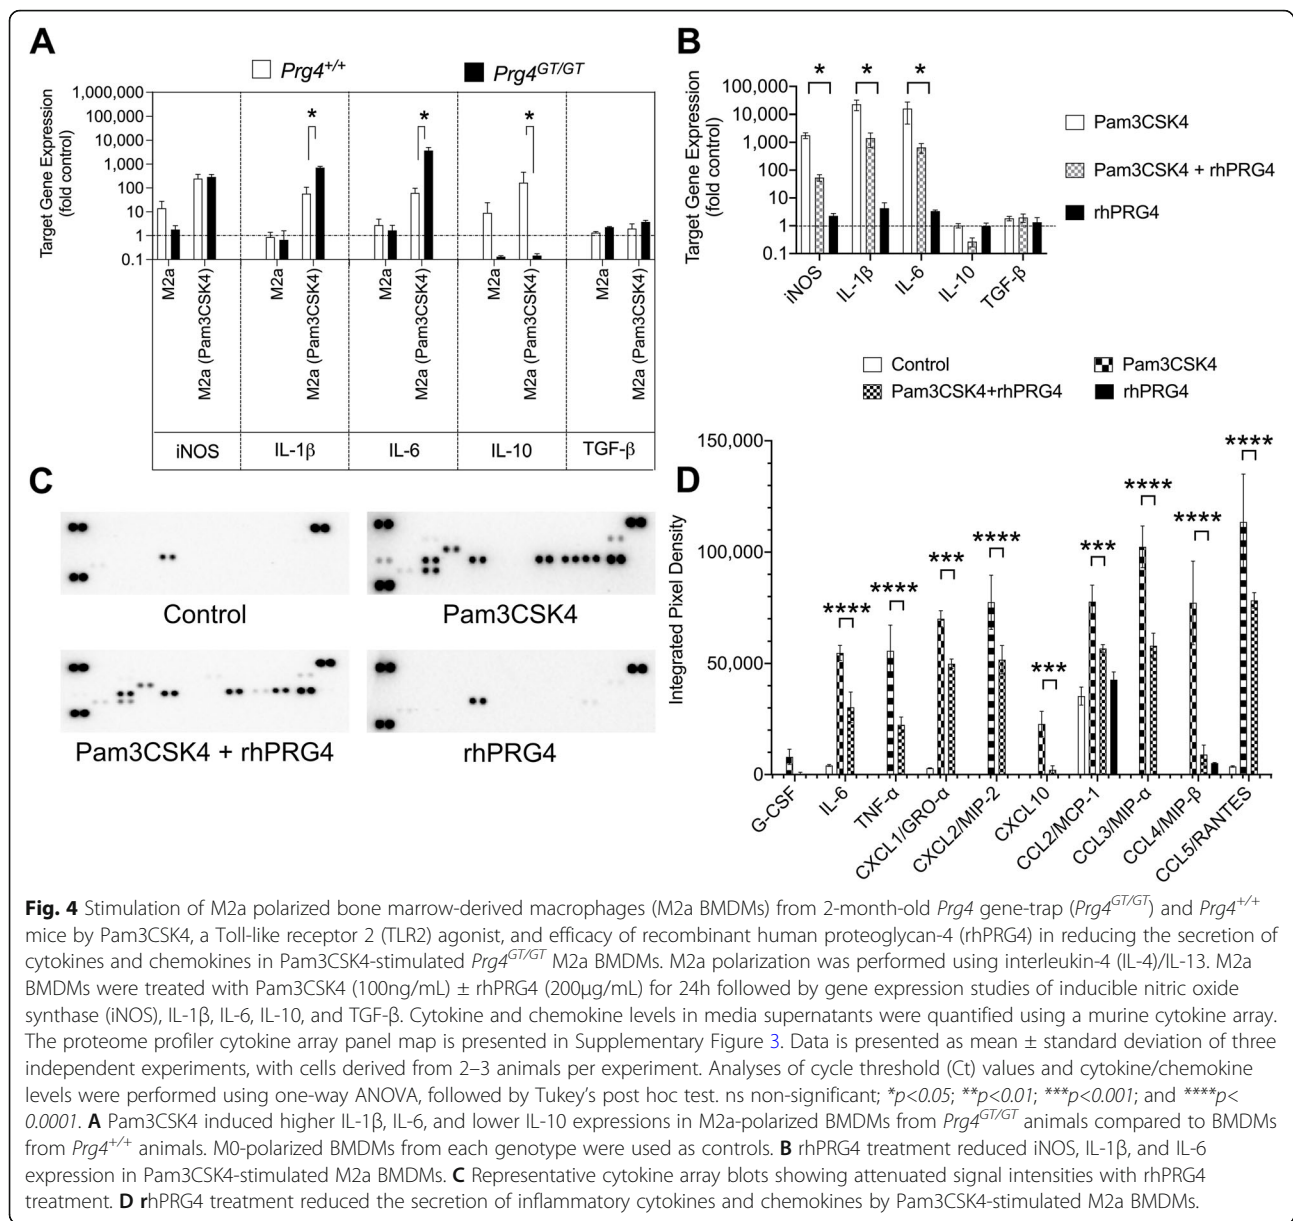 A
Prg4+/+
Prg4GT/GT
Target Gene Expression
(fold control)
1,000,000
100,000
10,000
1,000
100
10
1
0.1
*
*
*
M2a
M2a (Pam3CSK4)
M2a
M2a (Pam3CSK4)
M2a
M2a (Pam3CSK4)
M2a
M2a (Pam3CSK4)
M2a
M2a (Pam3CSK4)
iNOS
IL-1β
IL-6
IL-10
TGF-β
B
Target Gene Expression
(fold control)
100,000
10,000
1,000
100
10
1
0.1
*
*
*
iNOS
IL-1β
IL-6
IL-10
TGF-β
Pam3CSK4
Pam3CSK4 + rhPRG4
rhPRG4
C
Control
Pam3CSK4
Pam3CSK4 + rhPRG4
rhPRG4
D
Control
Pam3CSK4
Pam3CSK4+rhPRG4
rhPRG4
Integrated Pixel Density
150,000
100,000
50,000
0
****
****
***
****
***
***
****
****
****
G-CSF
IL-6
TNF-α
CXCL1/GRO-α
CXCL2/MIP-2
CXCL10
CCL2/MCP-1
CCL3/MIP-α
CCL4/MIP-β
CCL5/RANTES
Fig. 4 Stimulation of M2a polarized bone marrow-derived macrophages (M2a BMDMs) from 2-month-old Prg4 gene-trap (Prg4GT/GT) and Prg4+/+
mice by Pam3CSK4, a Toll-like receptor 2 (TLR2) agonist, and efficacy of recombinant human proteoglycan-4 (rhPRG4) in reducing the secretion of
cytokines and chemokines in Pam3CSK4-stimulated Prg4GT/GT M2a BMDMs. M2a polarization was performed using interleukin-4 (IL-4)/IL-13. M2a
BMDMs were treated with Pam3CSK4 (100ng/mL) ± rhPRG4 (200μg/mL) for 24h followed by gene expression studies of inducible nitric oxide
synthase (iNOS), IL-1β, IL-6, IL-10, and TGF-β. Cytokine and chemokine levels in media supernatants were quantified using a murine cytokine array.
The proteome profiler cytokine array panel map is presented in Supplementary Figure 3. Data is presented as mean ± standard deviation of three
independent experiments, with cells derived from 2–3 animals per experiment. Analyses of cycle threshold (Ct) values and cytokine/chemokine
levels were performed using one-way ANOVA, followed by Tukey's post hoc test. ns non-significant; *p<0.05; **p<0.01; ***p<0.001; and ****p<
0.0001. A Pam3CSK4 induced higher IL-1β, IL-6, and lower IL-10 expressions in M2a-polarized BMDMs from Prg4GT/GT animals compared to BMDMs
from Prg4+/+ animals. M0-polarized BMDMs from each genotype were used as controls. B rhPRG4 treatment reduced iNOS, IL-1β, and IL-6
expression in Pam3CSK4-stimulated M2a BMDMs. C Representative cytokine array blots showing attenuated signal intensities with rhPRG4
treatment. D rhPRG4 treatment reduced the secretion of inflammatory cytokines and chemokines by Pam3CSK4-stimulated M2a BMDMs.